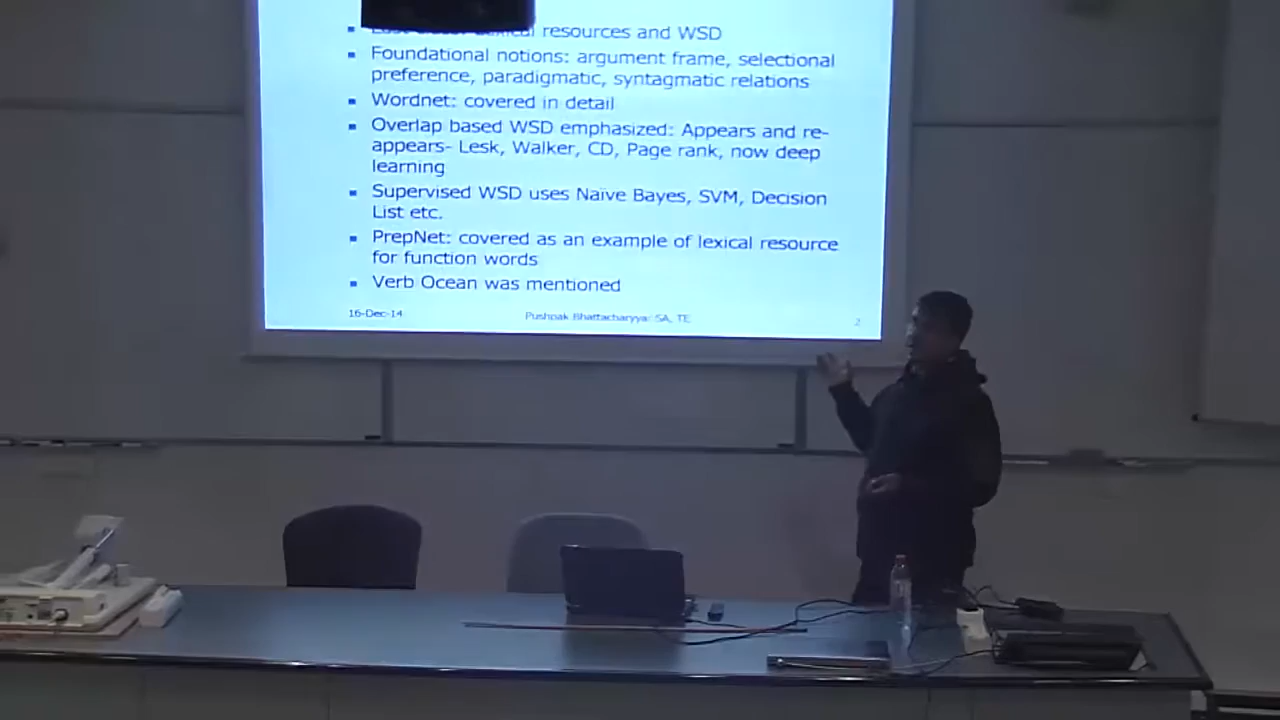 resources and WSD
Foundational notions: argument frame, selectional
preference, paradigmatic, syntagmatic relations
Wordnet: covered in detail
Overlap based WSD emphasized: Appears and re-
appears- Lesk, Walker, CD, Page rank, now deep
learning
Supervised WSD uses Naïve Bayes, SVM, Decision
List etc.
PrepNet: covered as an example of lexical resource
for function words
Verb Ocean was mentioned
16-Dec-14
Pushpak Bhattacharyya: SA, TE
2